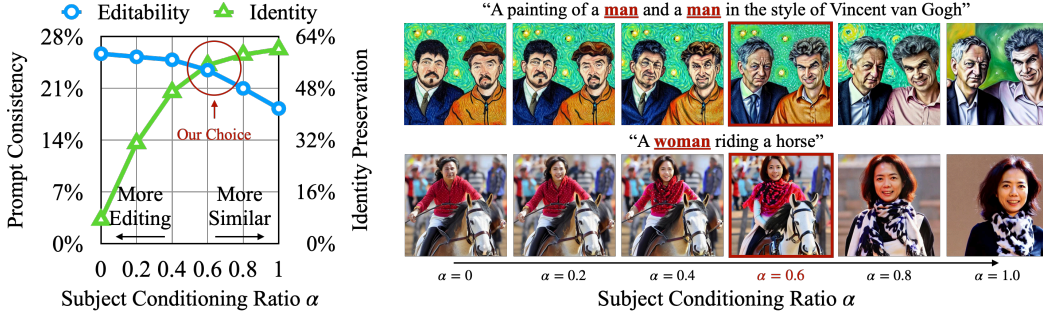 Editability Identity
28% 64%
21% 48%
14% 32%
7% 16%
0% 0%
Prompt Consistency
Identity Preservation
Our Choice
More
Editing
More
Similar
0 0.2 0.4 0.6 0.8 1
Subject Conditioning Ratio α
“A painting of a man and a man in the style of Vincent van Gogh”
“A woman riding a horse”
α = 0 α = 0.2 α = 0.4 α = 0.6 α = 0.8 α = 1.0
Subject Conditioning Ratio α